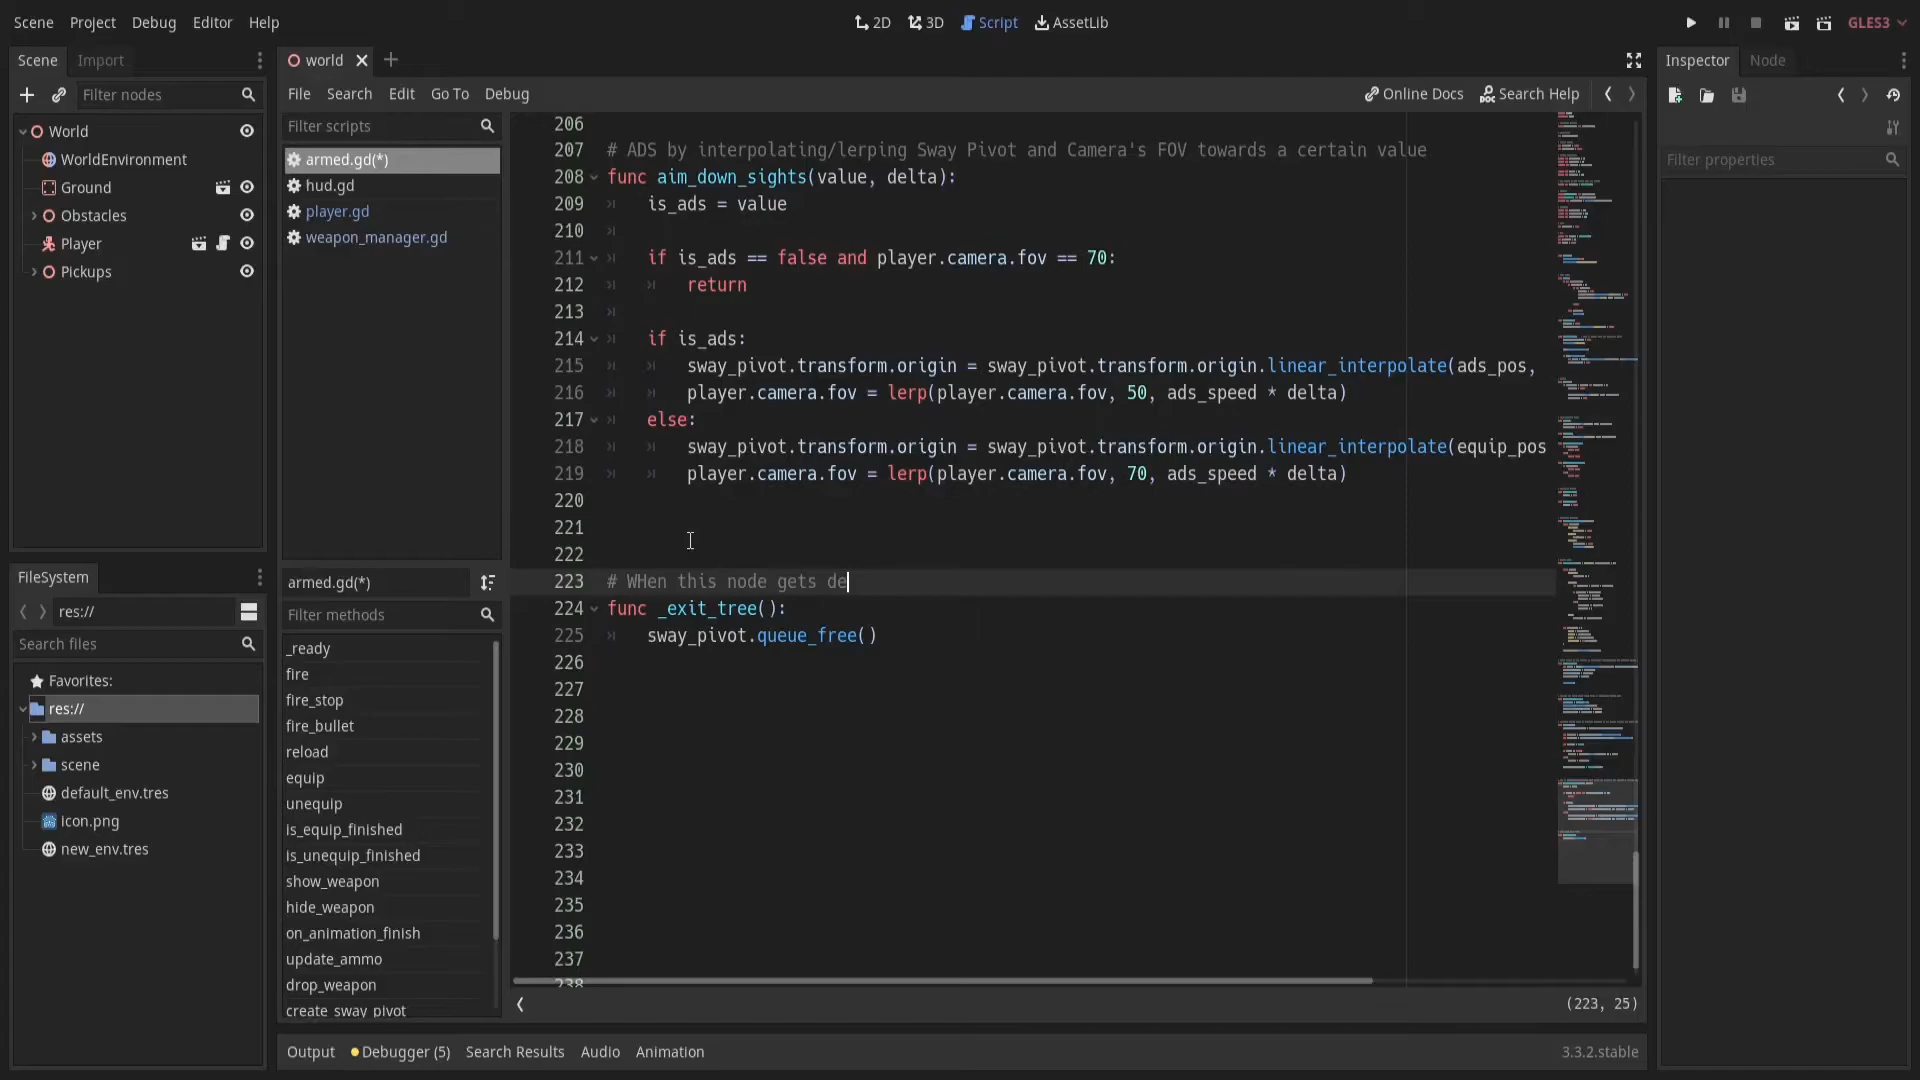 Scene Project Debug Editor Help
2D 3D Script AssetLib
GLES3
Scene Import
Filter nodes
World
WorldEnvironment
Ground
Obstacles
Player
Pickups
FileSystem
res://
Search files
Favorites:
res://
assets
scene
default_env.tres
icon.png
new_env.tres
world
File Search Edit Go To Debug
Online Docs Search Help
Filter scripts
armed.gd(*)
hud.gd
player.gd
weapon_manager.gd
armed.gd(*)
Filter methods
_ready
fire
fire_stop
fire_bullet
reload
equip
unequip
is_equip_finished
is_unequip_finished
show_weapon
hide_weapon
on_animation_finish
update_ammo
drop_weapon
create_sway_pivot
206
207 # ADS by interpolating/lerping Sway Pivot and Camera's FOV towards a certain value
208 func aim_down_sights(value, delta):
209 is_ads = value
210
211 if is_ads == false and player.camera.fov == 70:
212 return
213
214 if is_ads:
215 sway_pivot.transform.origin = sway_pivot.transform.origin.linear_interpolate(ads_pos,
216 player.camera.fov = lerp(player.camera.fov, 50, ads_speed * delta)
217 else:
218 sway_pivot.transform.origin = sway_pivot.transform.origin.linear_interpolate(equip_pos
219 player.camera.fov = lerp(player.camera.fov, 70, ads_speed * delta)
220
221
222
223 # WHen this node gets de
224 func _exit_tree():
225 sway_pivot.queue_free()
226
227
228
229
230
231
232
233
234
235
236
237
238
(223, 25)
Output Debugger (5) Search Results Audio Animation
3.3.2.stable
Inspector Node
Filter properties